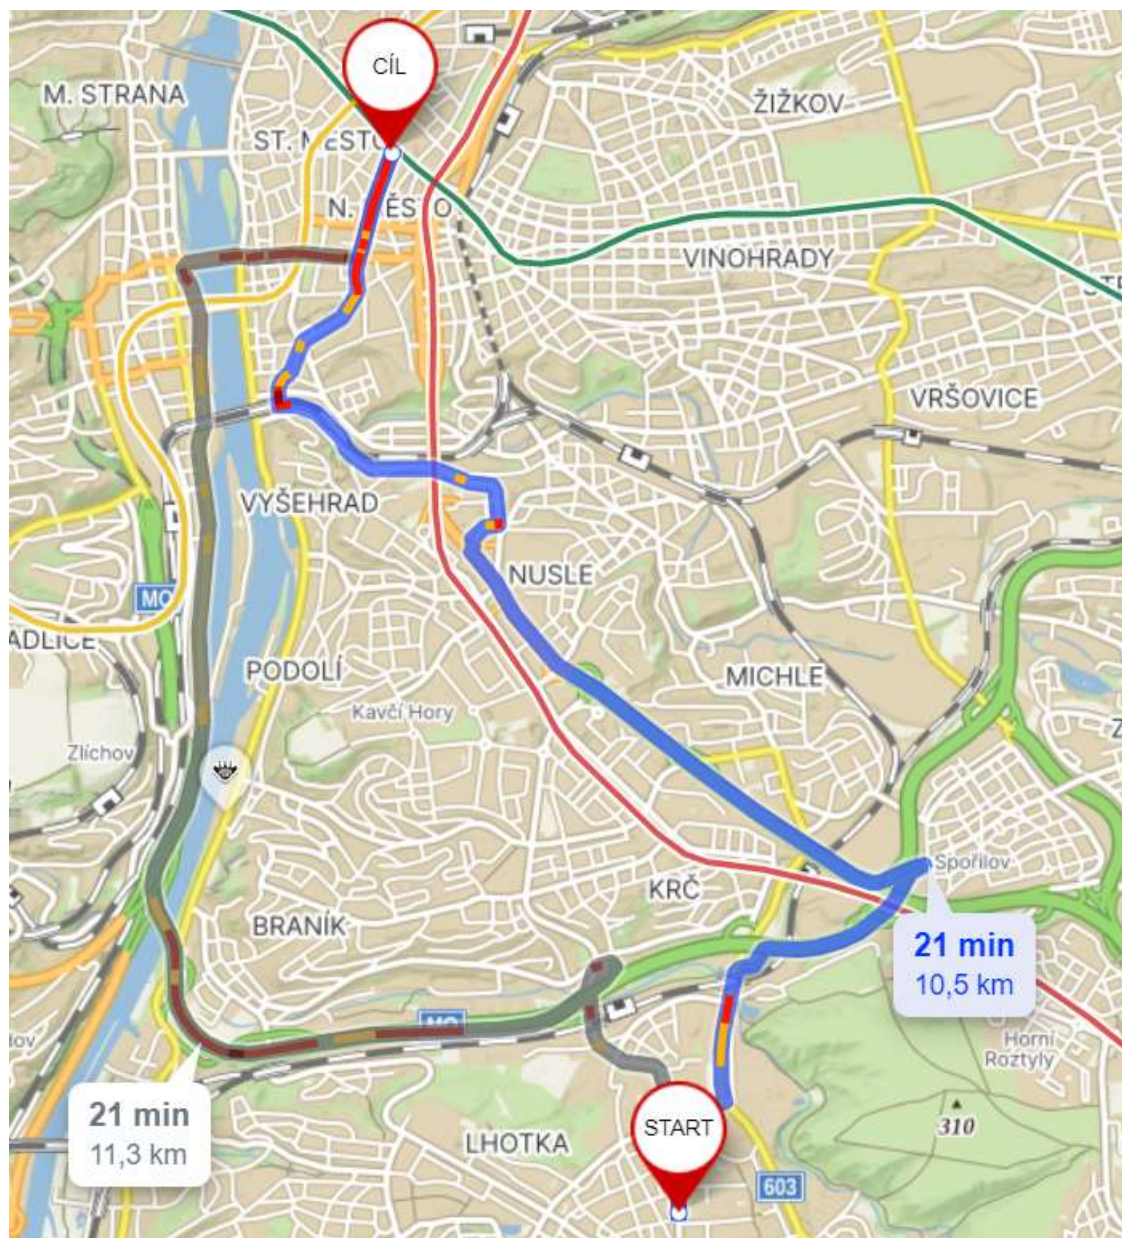 CÍL
M. STRANA
ŽIŽKOV
ST. MĚSTO
N. MĚSTO
VINOHRADY
VRŠOVICE
VYŠEHRAD
NUSLE
MO
ADLICE
PODOLÍ
MICHLE
Kavčí Hory
Zlíchov
Spořilov
KRČ
BRANÍK
21 min
10,5 km
MO
Horní
Roztyly
21 min
11,3 km
START
LHOTKA
310
603